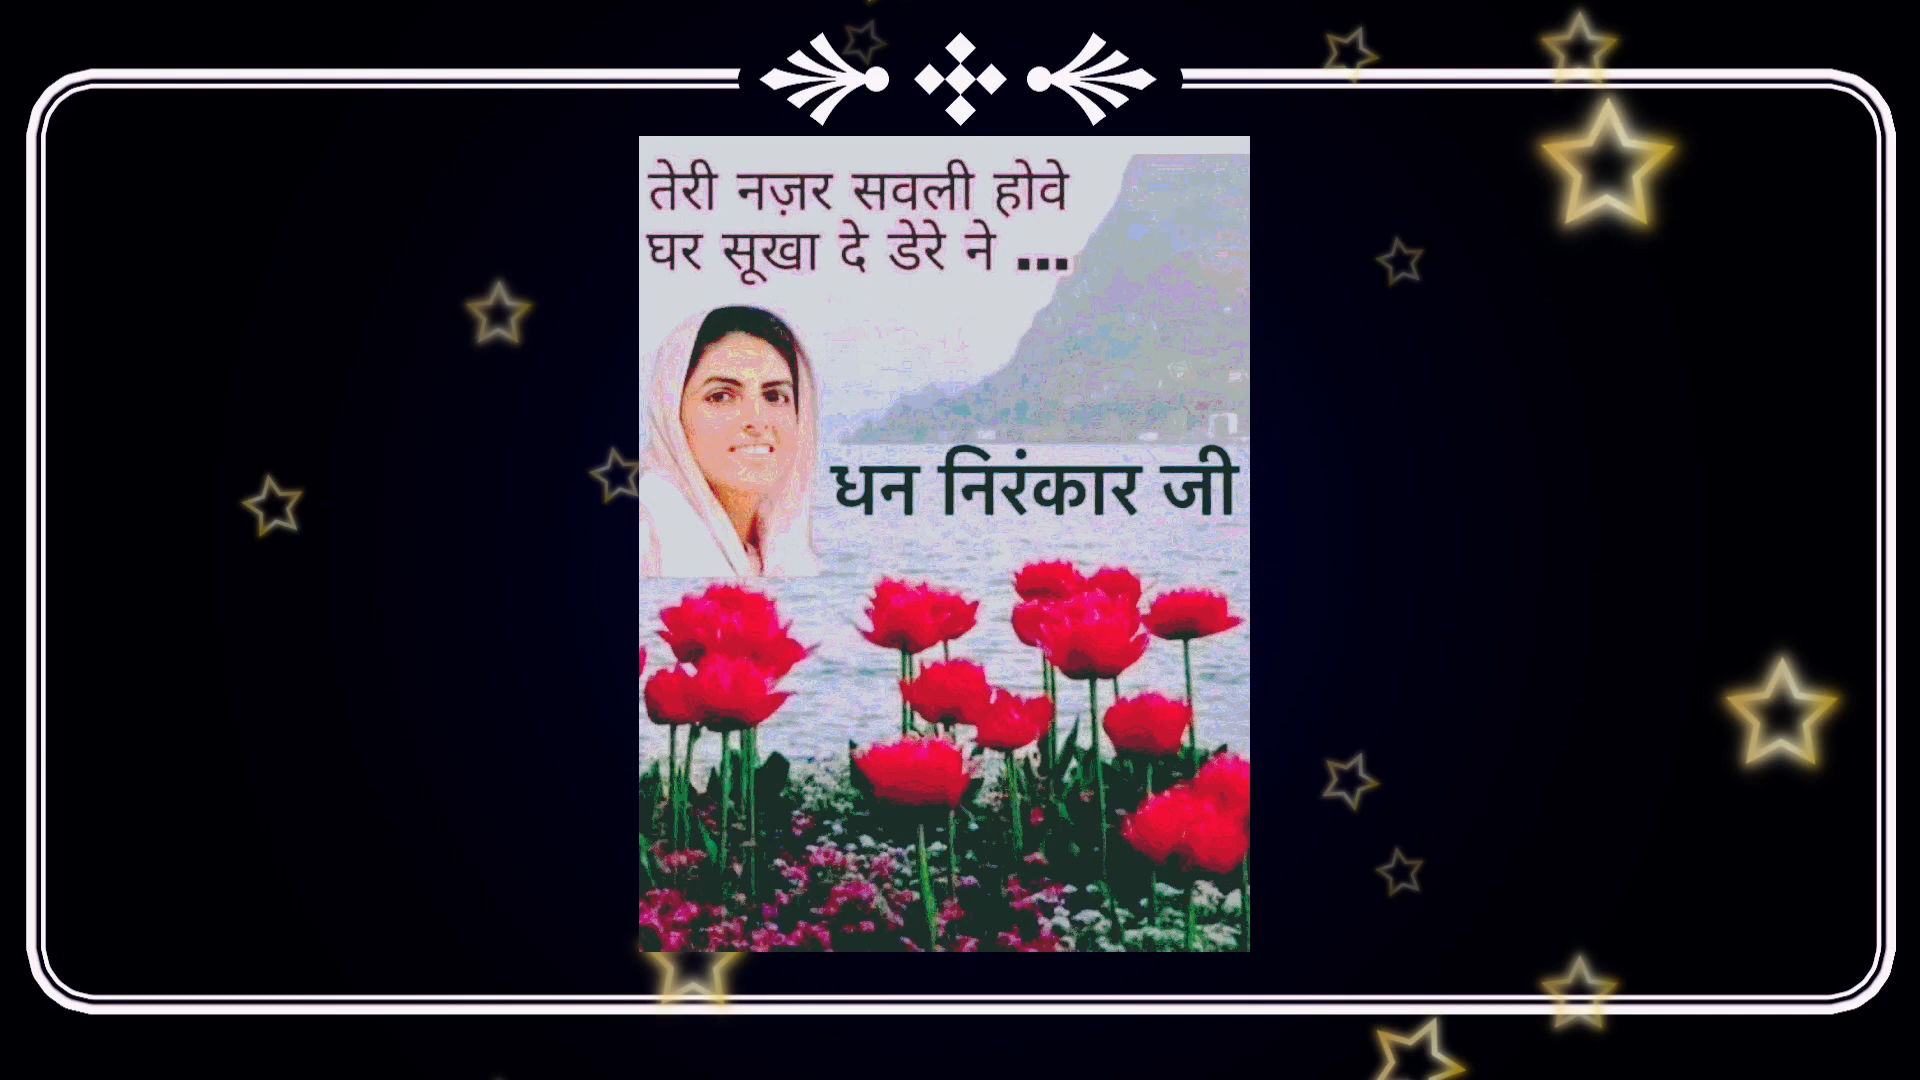 तेरी नज़र सवली होवे
घर सूखा दे डेरे ने ...
धन निरंकार जी